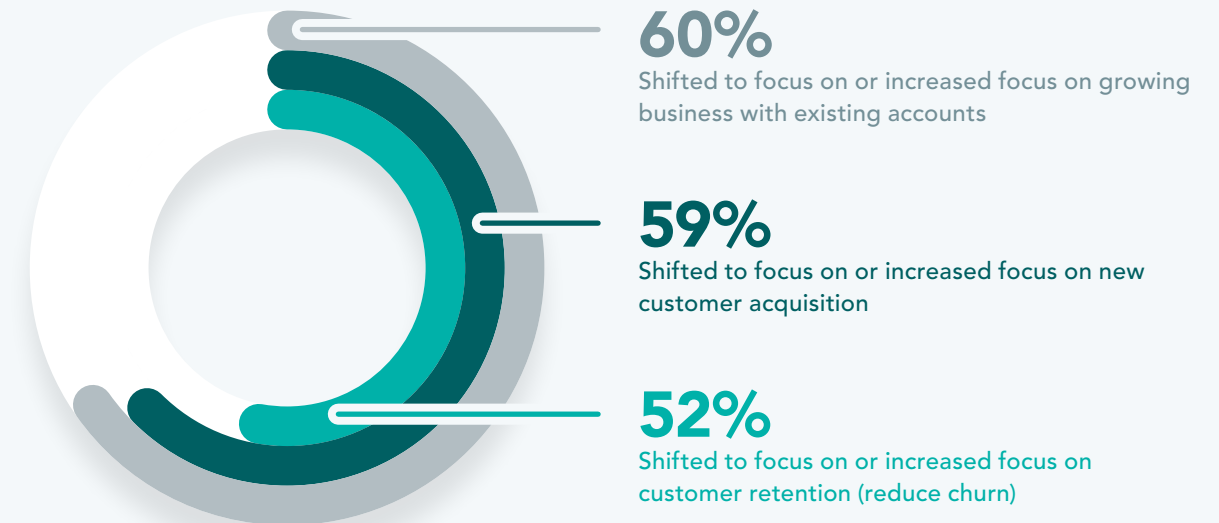 60%
Shifted to focus on or increased focus on growing
business with existing accounts
59%
Shifted to focus on or increased focus on new
customer acquisition
52%
Shifted to focus on or increased focus on
customer retention (reduce churn)